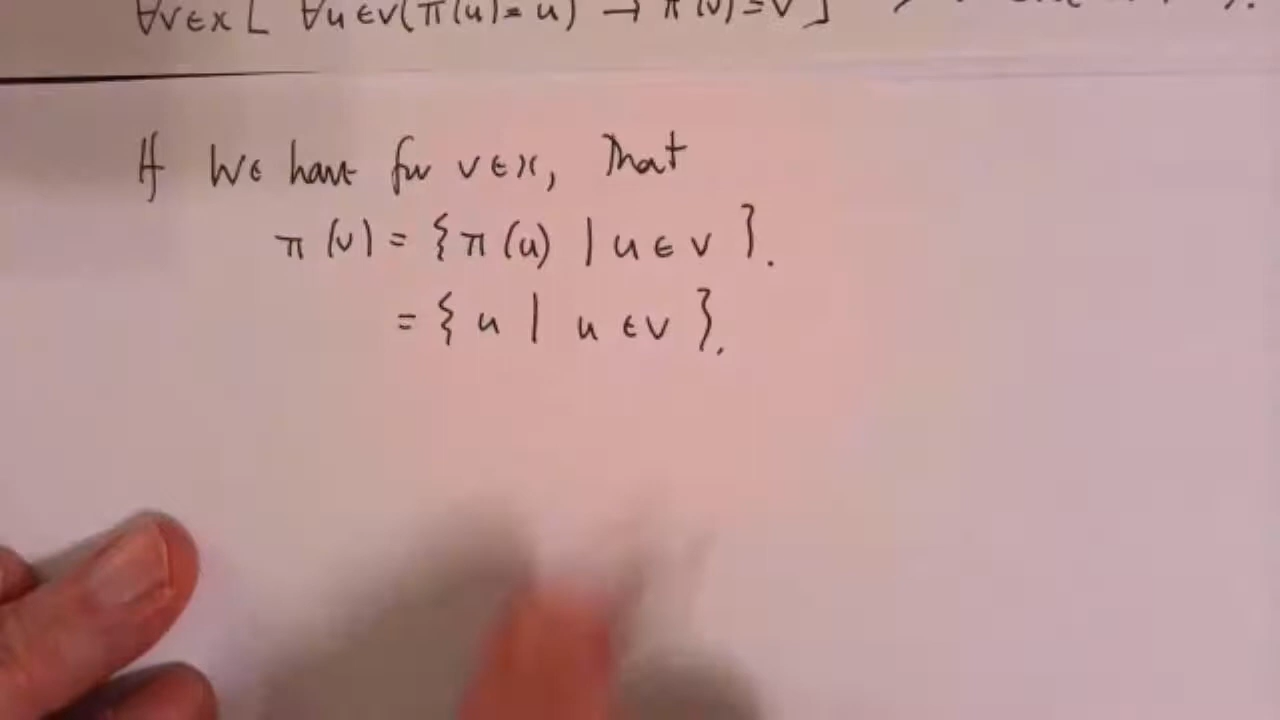 ∀v∈x [ ∀u∈v(π(u)=u) → π(v)=v ]
If we have for v∈x, that
π(v) = {π(u) | u∈v}.
= {u | u∈v}.